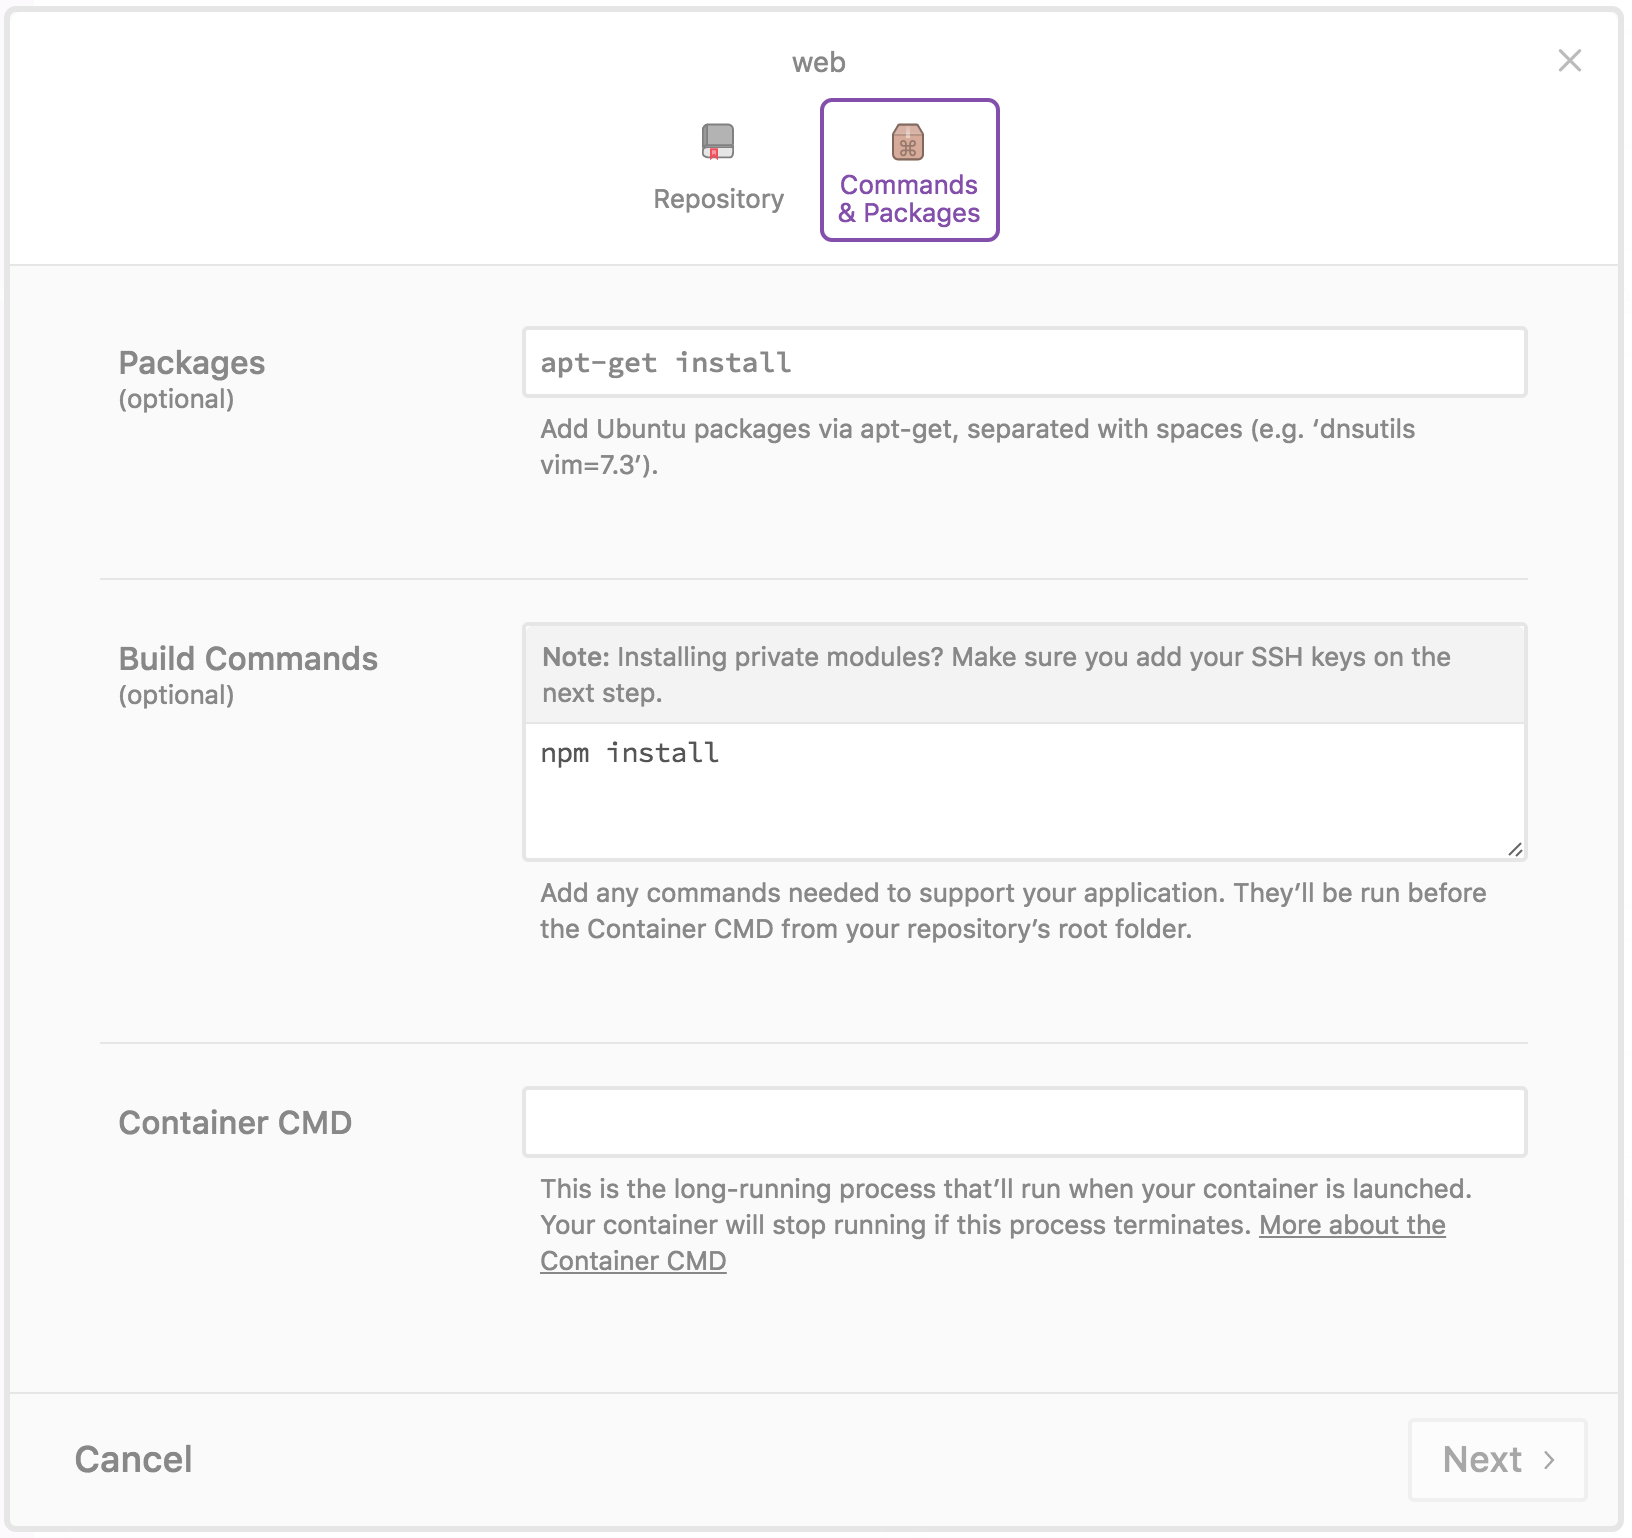 web
Repository
Commands
& Packages
Packages
(optional)
apt-get install
Add Ubuntu packages via apt-get, separated with spaces (e.g. ‘dnsutils
vim=7.3’).
Build Commands
(optional)
Note: Installing private modules? Make sure you add your SSH keys on the
next step.
npm install
Add any commands needed to support your application. They’ll be run before
the Container CMD from your repository’s root folder.
Container CMD
This is the long-running process that’ll run when your container is launched.
Your container will stop running if this process terminates. More about the
Container CMD
Cancel
Next